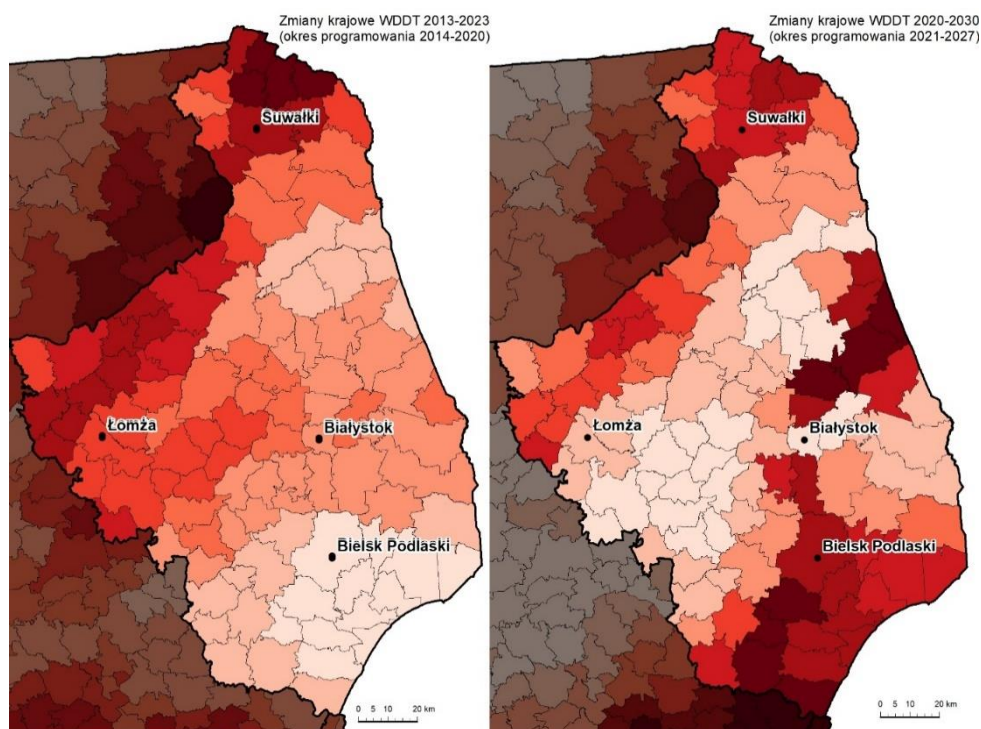 Zmiany krajowe WDDT 2013-2023
(okres programowania 2014-2020)
Suwałki
Łomża
Białystok
Bielsk Podlaski
0 5 10 20 km
Zmiany krajowe WDDT 2020-2030
(okres programowania 2021-2027)
Suwałki
Łomża
Białystok
Bielsk Podlaski
0 5 10 20 km